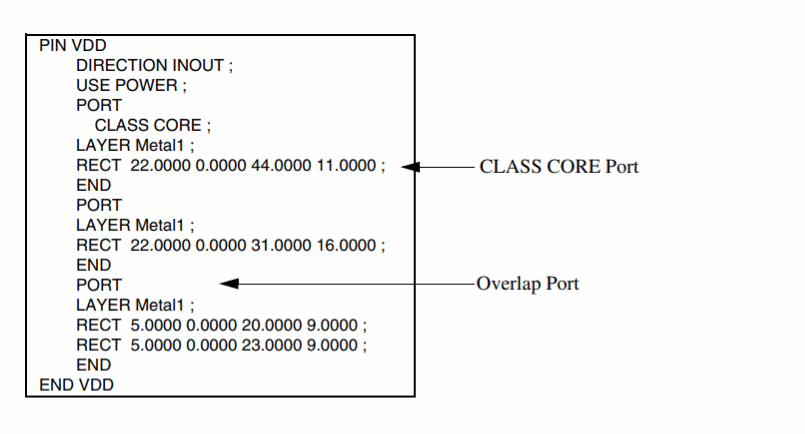 PIN VDD
DIRECTION INOUT ;
USE POWER ;
PORT
CLASS CORE ;
LAYER Metal1 ;
RECT 22.0000 0.0000 44.0000 11.0000 ;
CLASS CORE Port
END
PORT
LAYER Metal1 ;
RECT 22.0000 0.0000 31.0000 16.0000 ;
END
PORT
Overlap Port
LAYER Metal1 ;
RECT 5.0000 0.0000 20.0000 9.0000 ;
RECT 5.0000 0.0000 23.0000 9.0000 ;
END
END VDD